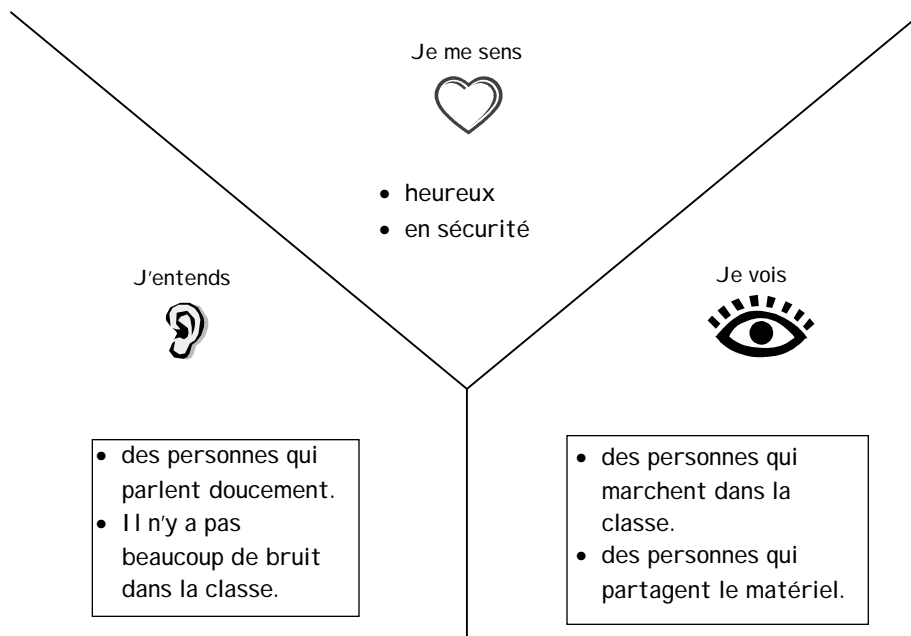 Je me sens
• heureux
• en sécurité
J'entends
• des personnes qui
parlent doucement.
• Il n'y a pas
beaucoup de bruit
dans la classe.
Je vois
• des personnes qui
marchent dans la
classe.
• des personnes qui
partagent le matériel.